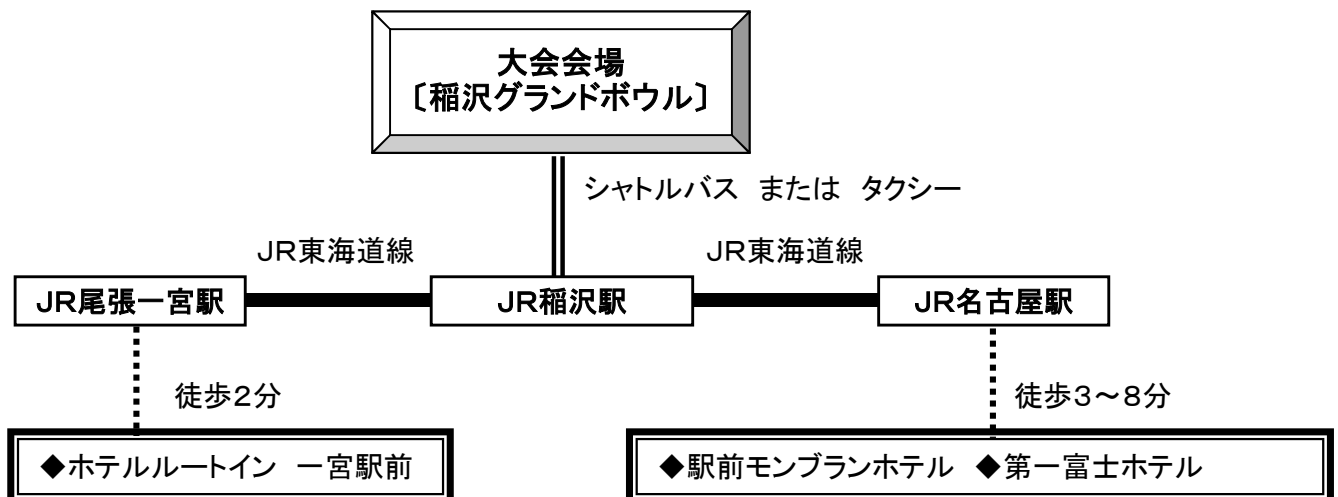 大会会場
〔稲沢グランドボウル〕
シャトルバス または タクシー
JR東海道線 JR東海道線
JR尾張一宮駅 JR稲沢駅 JR名古屋駅
徒歩2分 徒歩3～8分
◆ホテルルートイン 一宮駅前 ◆駅前モンブランホテル ◆第一富士ホテル